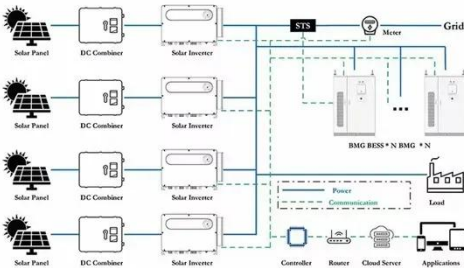 STS
Meter
Grid
Solar Panel
DC Combiner
Solar Inverter
Solar Panel
DC Combiner
Solar Inverter
BMG BESS * N BMG * N
Solar Panel
DC Combiner
Solar Inverter
Power
Communication
Load
Solar Panel
DC Combiner
Solar Inverter
Controller
Router
Cloud Server
Applications